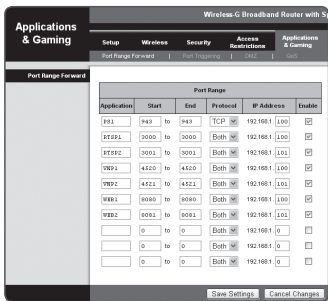 Wireless-G Broadband Router with S
Applications & Gaming
Setup Wireless Security Access Restrictions Applications & Gaming
Port Range Forward | Port Triggering | DMZ | QoS
Port Range Forward
Port Range
Application Start End Protocol IP Address Enable
PS1 943 to 943 TCP 192.168.1. 100
RTSP1 3000 to 3000 Both 192.168.1. 100
RTSP2 3001 to 3001 Both 192.168.1. 101
VNP1 4520 to 4520 Both 192.168.1. 100
VNP2 4521 to 4521 Both 192.168.1. 101
WEB1 8080 to 8080 Both 192.168.1. 100
WEB2 8081 to 8081 Both 192.168.1. 101
0 to 0 Both 192.168.1. 0
0 to 0 Both 192.168.1. 0
0 to 0 Both 192.168.1. 0
Save Settings Cancel Changes